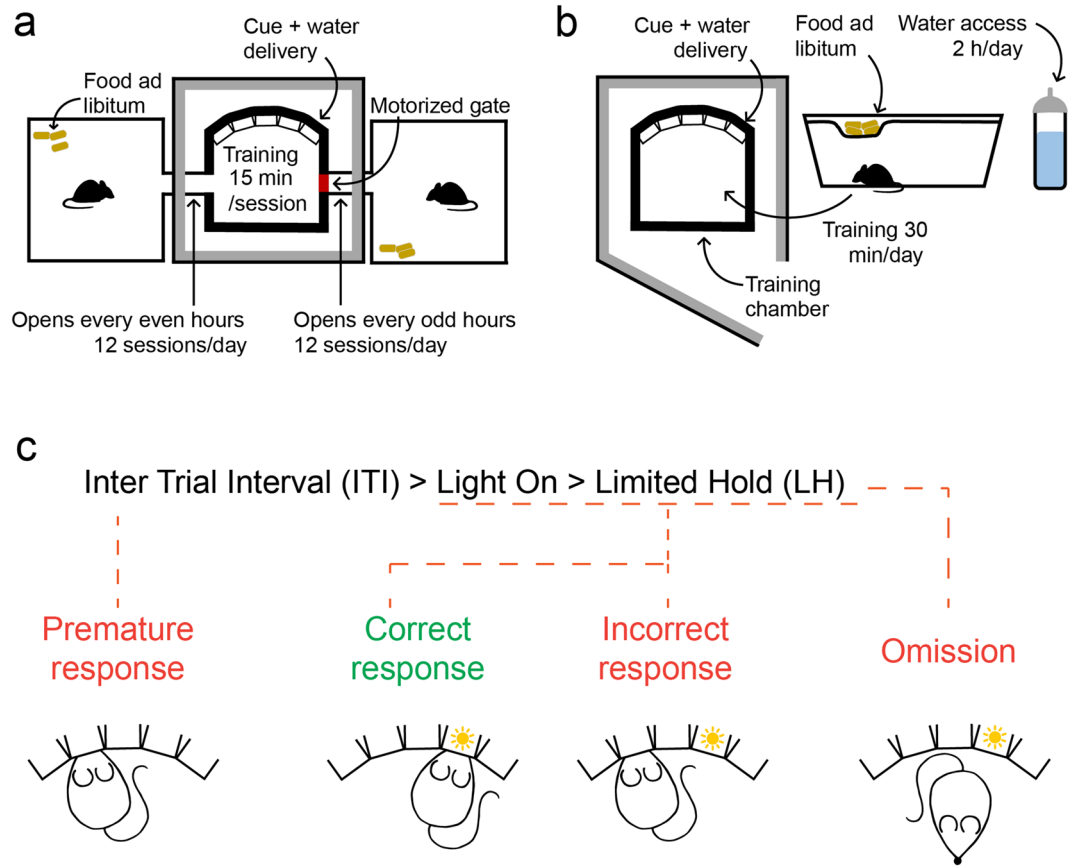 a
Cue + water
delivery
Food ad
libitum
Motorized gate
Training
15 min
/session
Opens every even hours
12 sessions/day
Opens every odd hours
12 sessions/day
b
Cue + water
delivery
Food ad
libitum
Water access
2 h/day
Training 30
min/day
Training
chamber
c
Inter Trial Interval (ITI) > Light On > Limited Hold (LH)
Premature
response
Correct
response
Incorrect
response
Omission